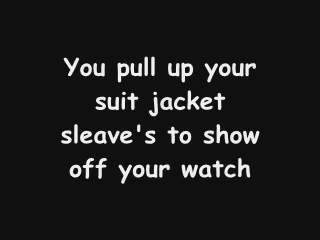 You pull up your
suit jacket
sleave's to show
off your watch